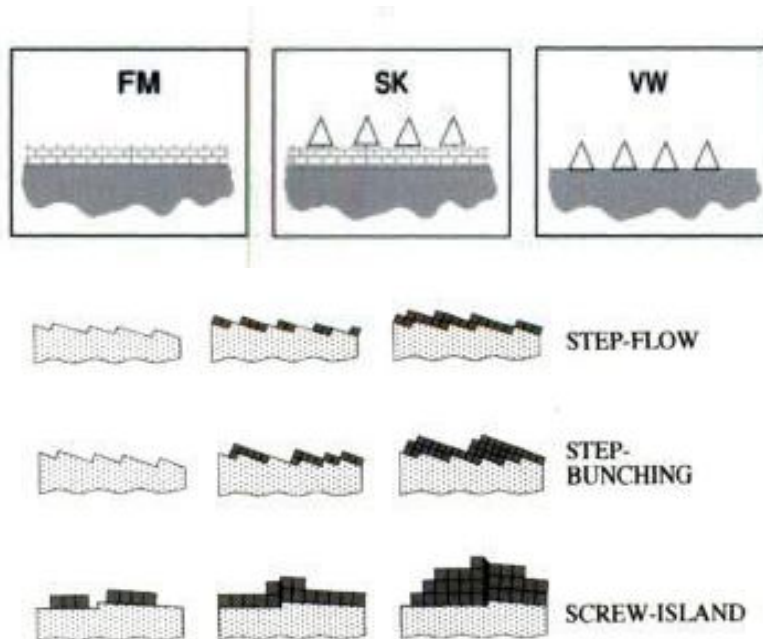 FM
SK
VW
STEP-FLOW
STEP-
BUNCHING
SCREW-ISLAND